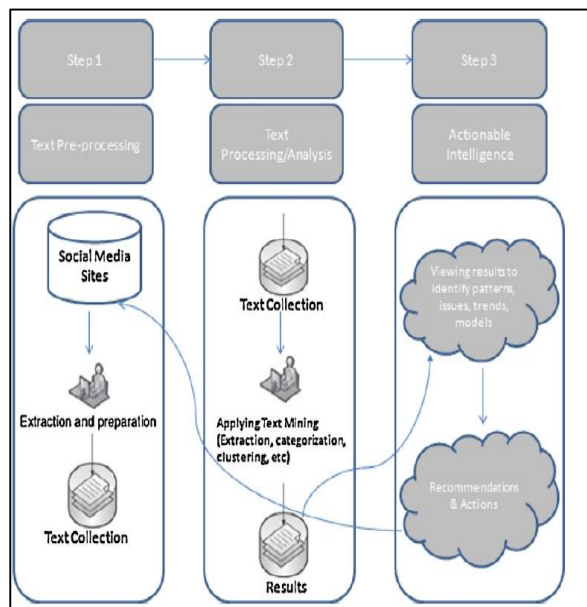 Step 1
Step 2
Step 3
Text Pre-processing
Text
Processing/Analysis
Actionable
Intelligence
Social Media
Sites
Extraction and preparation
Text Collection
Text Collection
Applying Text Mining
(Extraction, categorization,
clustering, etc)
Results
Viewing results to
identify patterns,
issues, trends,
models
Recommendations
& Actions